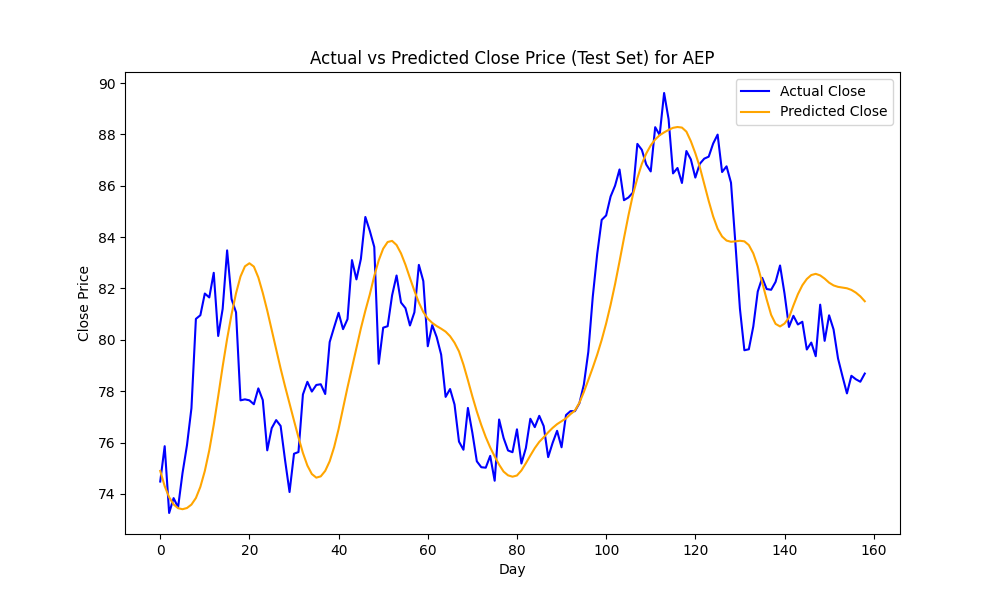 Actual vs Predicted Close Price (Test Set) for AEP
Actual Close
Predicted Close
Close Price
90
88
86
84
82
80
78
76
74
0 20 40 60 80 100 120 140 160
Day